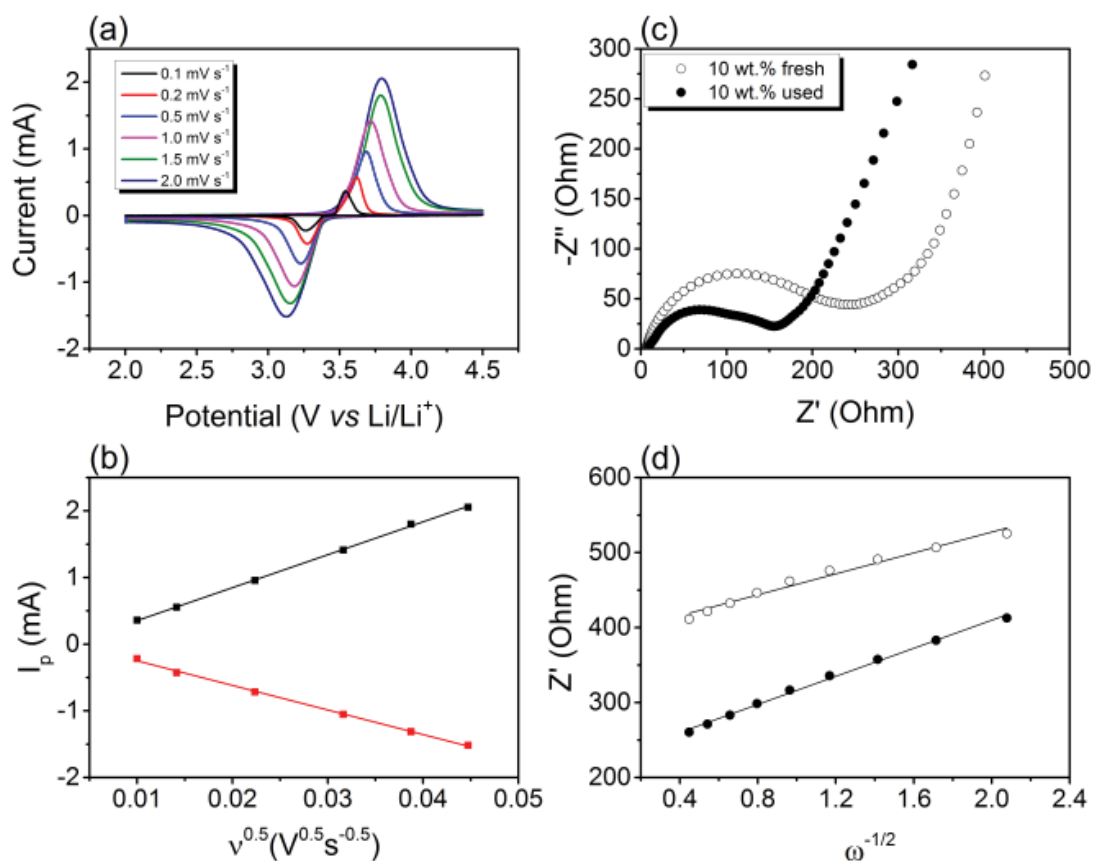 (a)
0.1 mV s⁻¹
0.2 mV s⁻¹
0.5 mV s⁻¹
1.0 mV s⁻¹
1.5 mV s⁻¹
2.0 mV s⁻¹
2
1
0
-1
-2
Current (mA)
2.0 2.5 3.0 3.5 4.0 4.5
Potential (V vs Li/Li⁺)
(c)
10 wt.% fresh
10 wt.% used
300
250
200
150
100
50
0
-Z" (Ohm)
0 100 200 300 400 500
Z' (Ohm)
(b)
2
1
0
-1
-2
Iₚ (mA)
0.01 0.02 0.03 0.04 0.05
ν⁰·⁵(V⁰·⁵s⁻⁰·⁵)
(d)
600
500
400
300
200
Z' (Ohm)
0.4 0.8 1.2 1.6 2.0 2.4
ω⁻¹/²